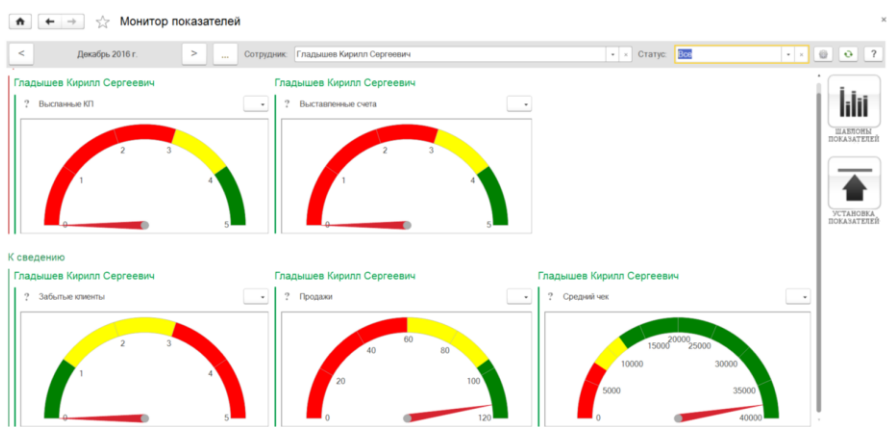 Монитор показателей
×
< Декабрь 2016 г. > ... Сотрудник: Гладышев Кирилл Сергеевич × Статус: Все × ?
Гладышев Кирилл Сергеевич Гладышев Кирилл Сергеевич
? Высланные КП ? Выставленные счета
0 1 2 3 4 5
0 1 2 3 4 5
ШАБЛОНЫ
ПОКАЗАТЕЛЕЙ
УСТАНОВКА
ПОКАЗАТЕЛЕЙ
К сведению
Гладышев Кирилл Сергеевич Гладышев Кирилл Сергеевич Гладышев Кирилл Сергеевич
? Забытые клиенты ? Продажи ? Средний чек
0 1 2 3 4 5
0 20 40 60 80 100 120
0 5000 10000 15000 20000 25000 30000 35000 40000